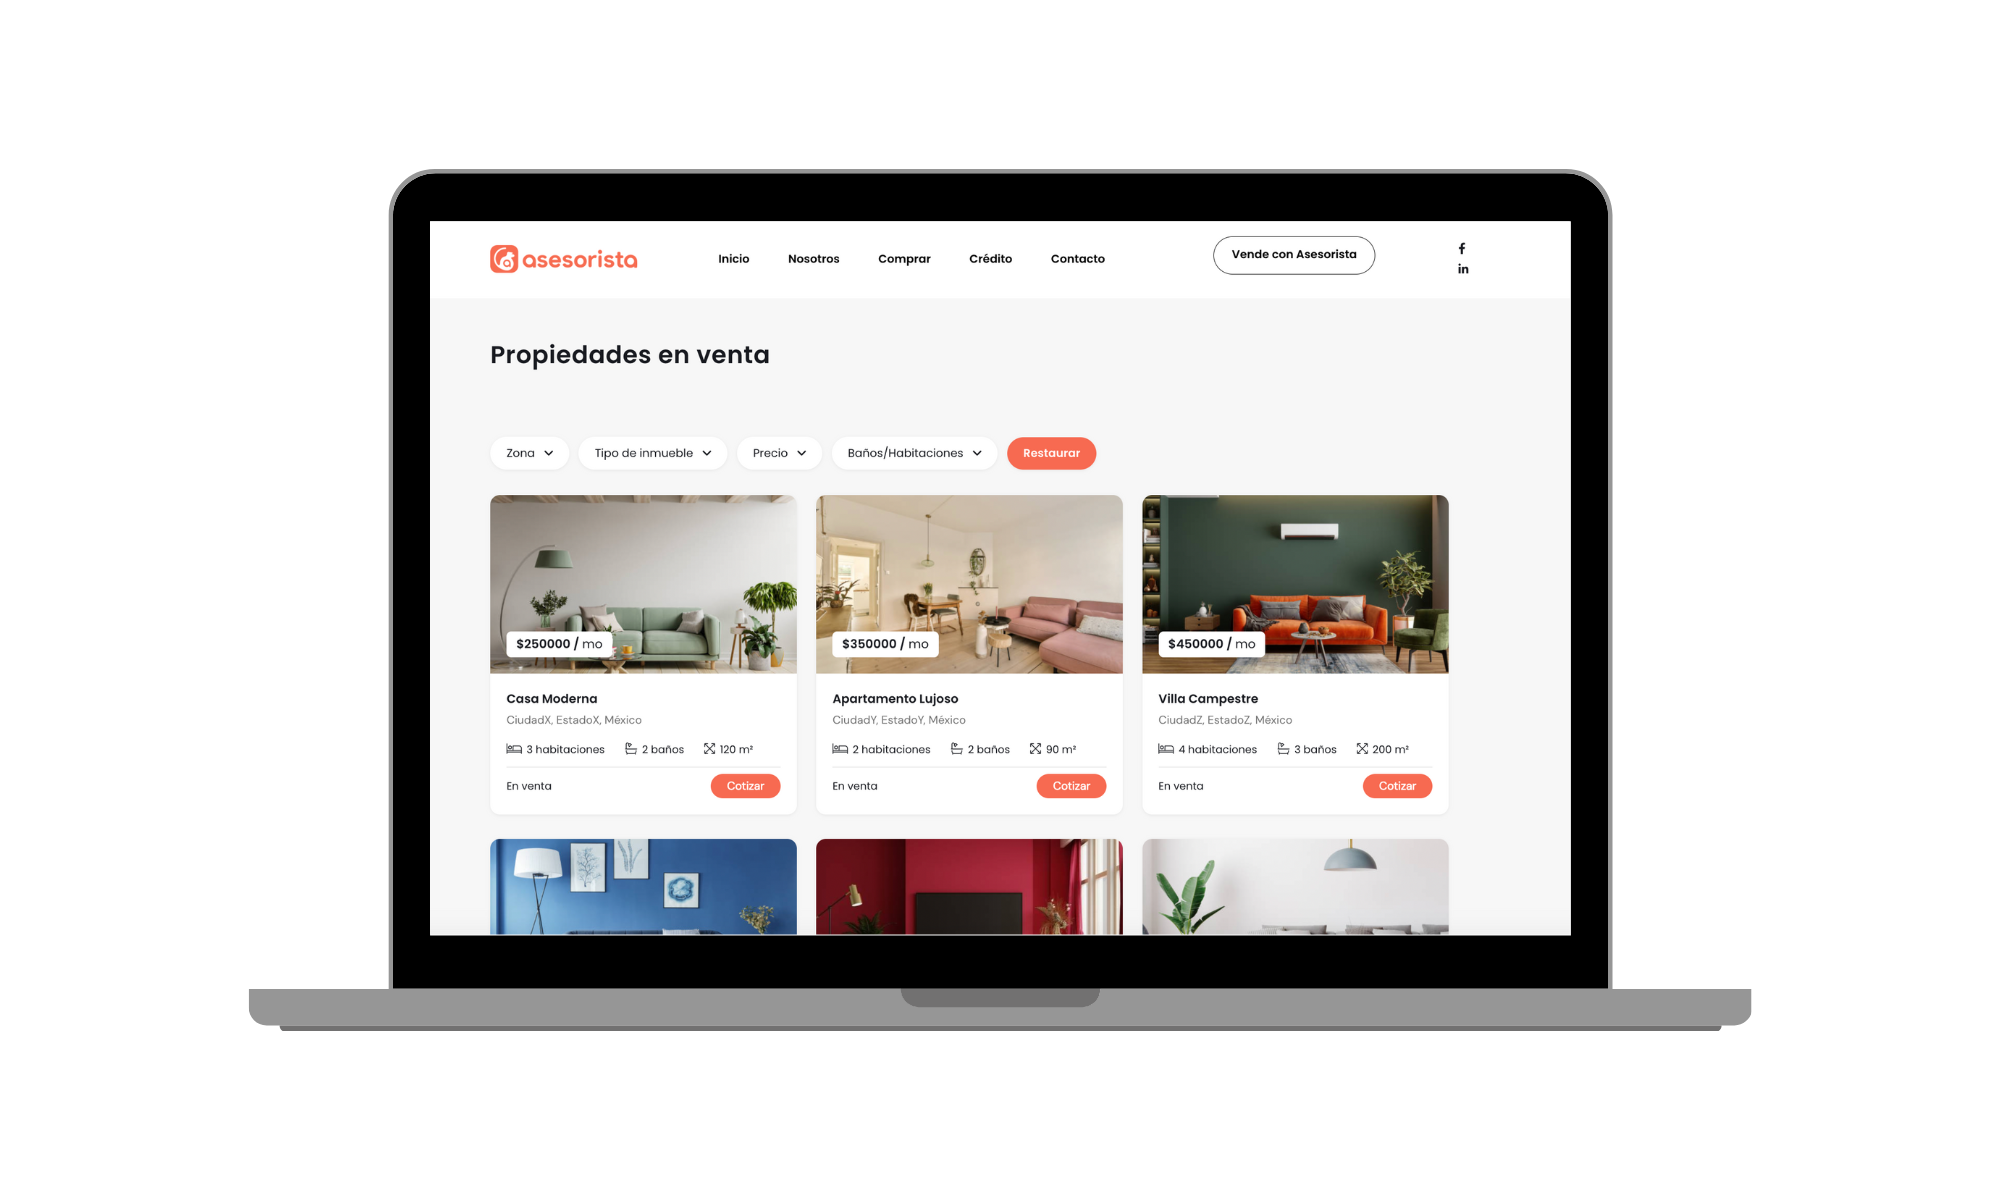 asesorista
Inicio Nosotros Comprar Crédito Contacto
Vende con Asesorista
Propiedades en venta
Zona Tipo de inmueble Precio Baños/Habitaciones Restaurar
$250000 / mo
Casa Moderna
CiudadX, EstadoX, México
3 habitaciones 2 baños 120 m²
En venta Cotizar
$350000 / mo
Apartamento Lujoso
CiudadY, EstadoY, México
2 habitaciones 2 baños 90 m²
En venta Cotizar
$450000 / mo
Villa Campestre
CiudadZ, EstadoZ, México
4 habitaciones 3 baños 200 m²
En venta Cotizar